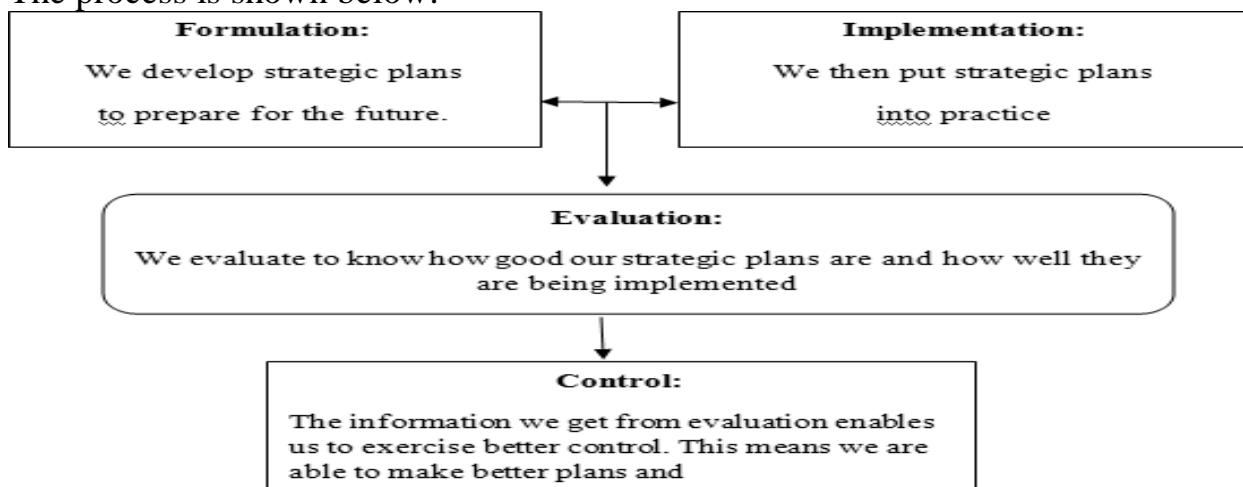 The process is shown below:
Formulation:
We develop strategic plans
to prepare for the future.
Implementation:
We then put strategic plans
into practice
Evaluation:
We evaluate to know how good our strategic plans are and how well they
are being implemented
Control:
The information we get from evaluation enables
us to exercise better control. This means we are
able to make better plans and